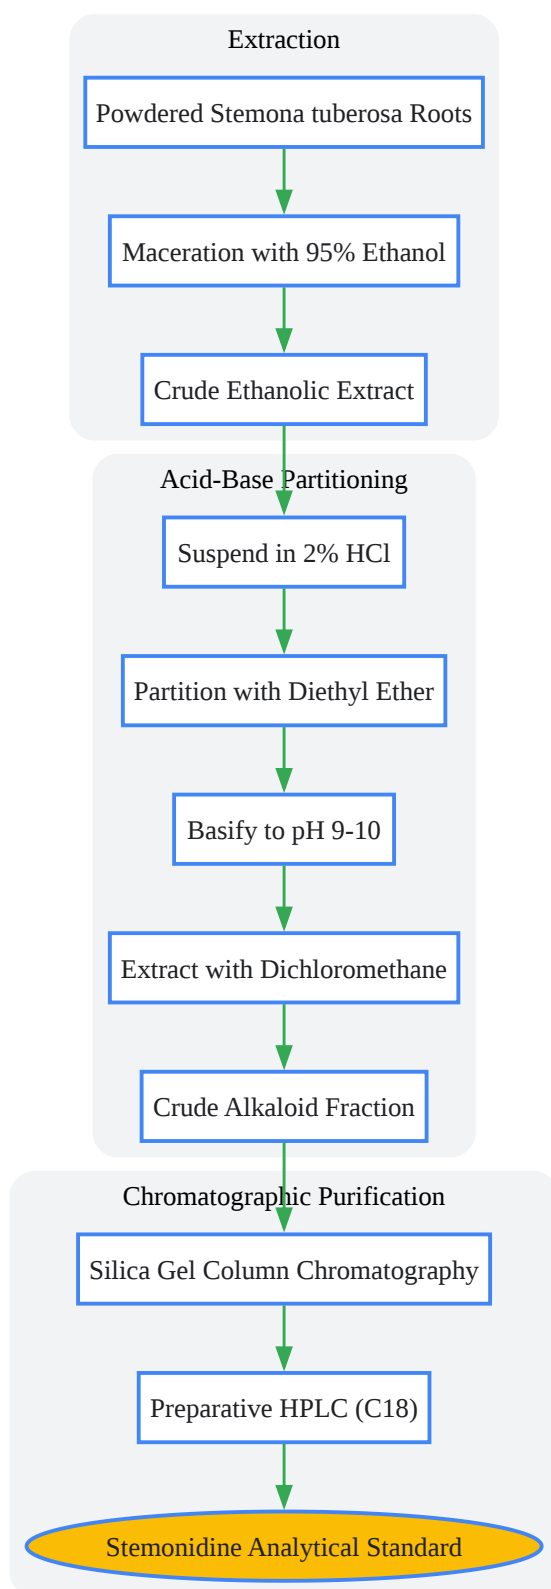 Extraction
Powdered Stemona tuberosa Roots
Maceration with 95% Ethanol
Crude Ethanolic Extract
Acid-Base Partitioning
Suspend in 2% HCl
Partition with Diethyl Ether
Basify to pH 9-10
Extract with Dichloromethane
Crude Alkaloid Fraction
Chromatographic Purification
Silica Gel Column Chromatography
Preparative HPLC (C18)
Stemonidine Analytical Standard